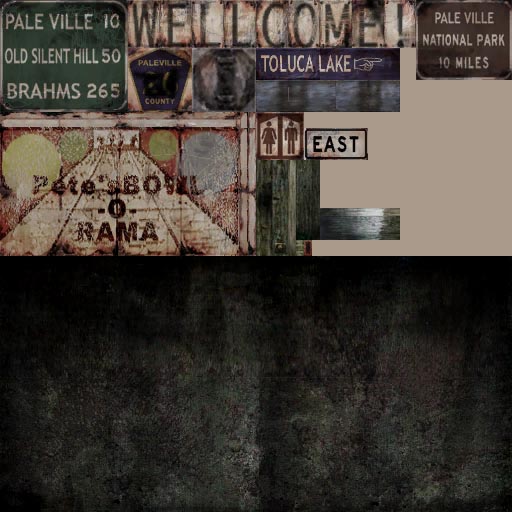 PALE VILLE 10
OLD SILENT HILL 50
BRAHMS 265
WELLCOME!
PALEVILLE
COUNTY
TOLUCA LAKE
PALE VILLE
NATIONAL PARK
10 MILES
Pete's BOWL
-O-
RAMA
EAST